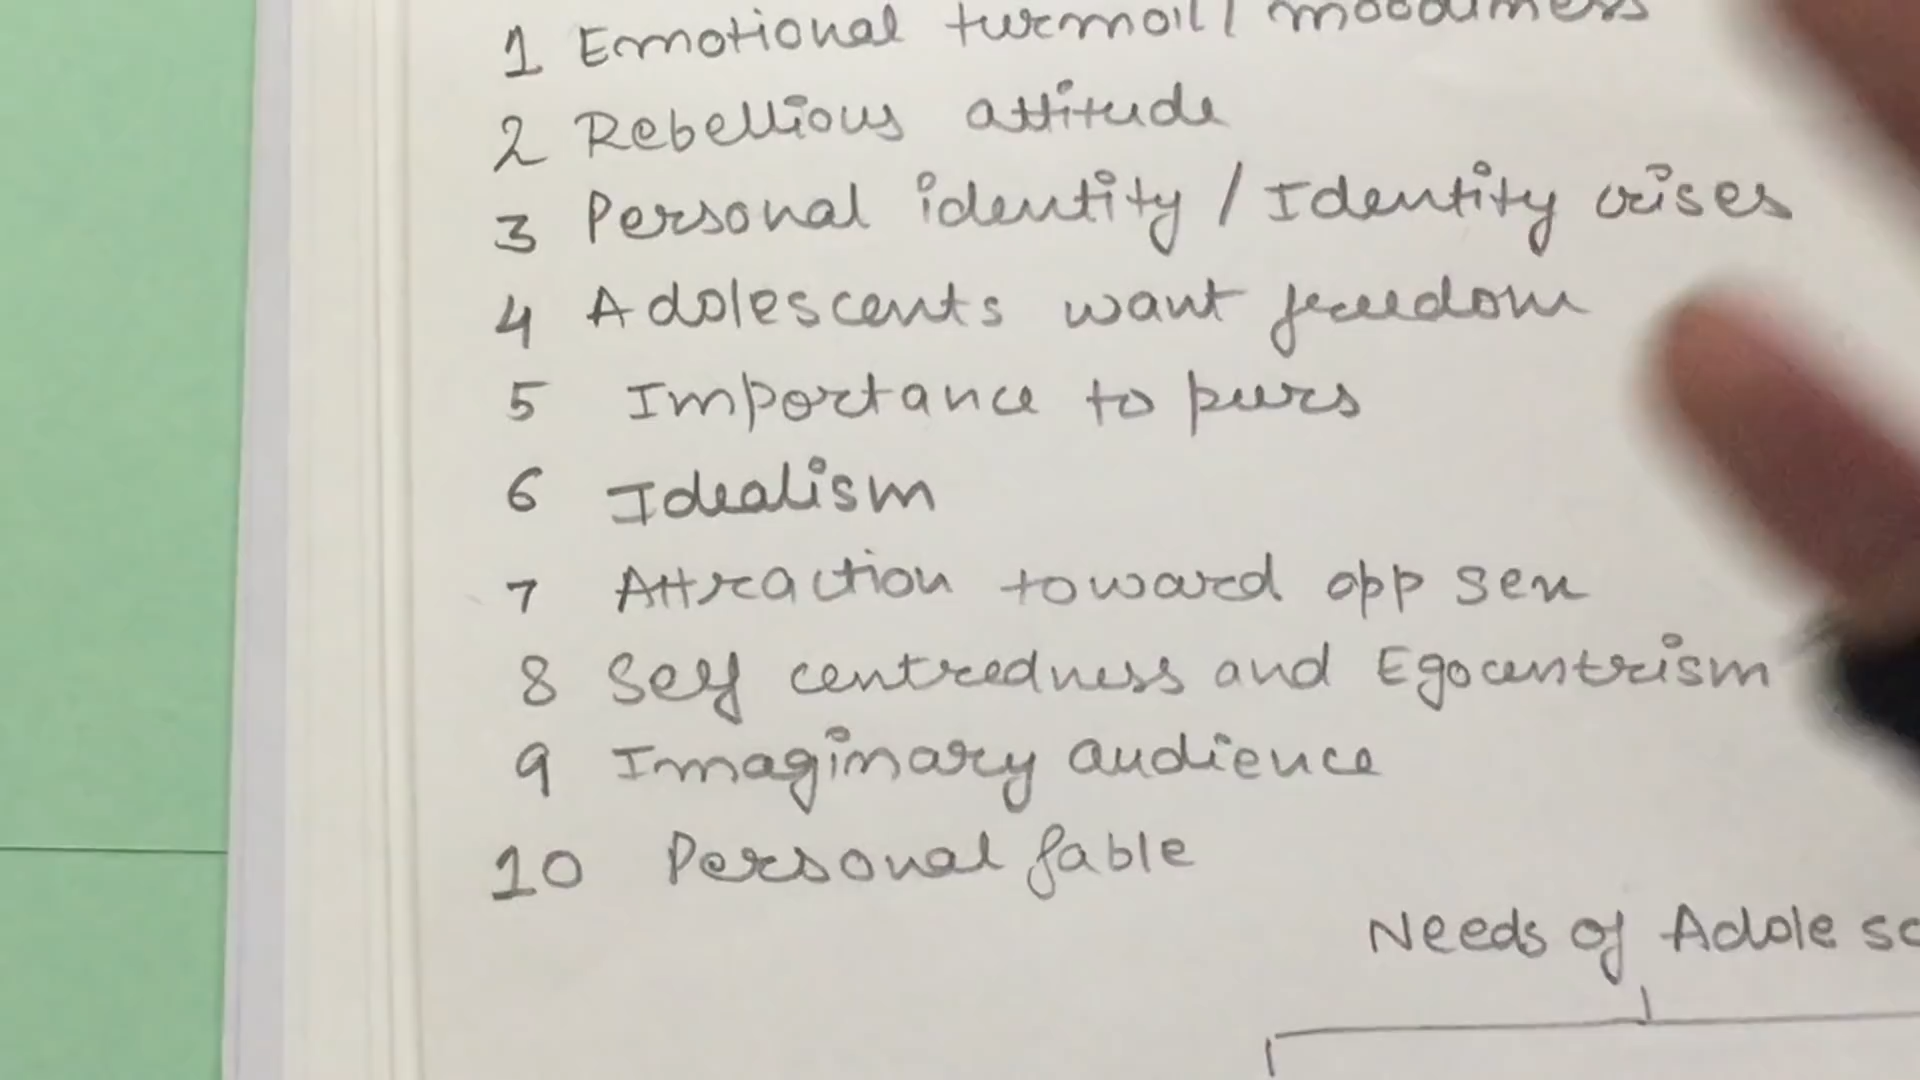 1 Emotional turmoil / moodiness
2 Rebellious attitude
3 Personal identity / Identity crises
4 Adolescents want freedom
5 Importance to peers
6 Idealism
7 Attraction toward opp sex
8 Self centredness and Egocentrism
9 Imaginary audience
10 Personal fable
Needs of Adolesc